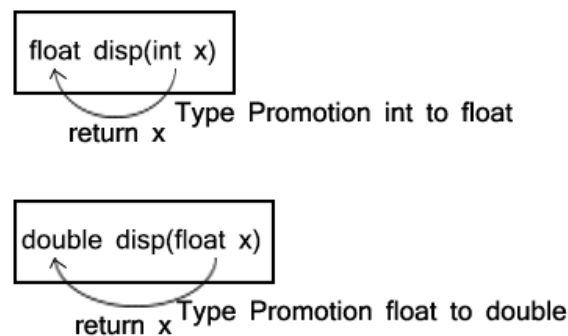 float disp(int x)
Type Promotion int to float
return x
double disp(float x)
Type Promotion float to double
return x